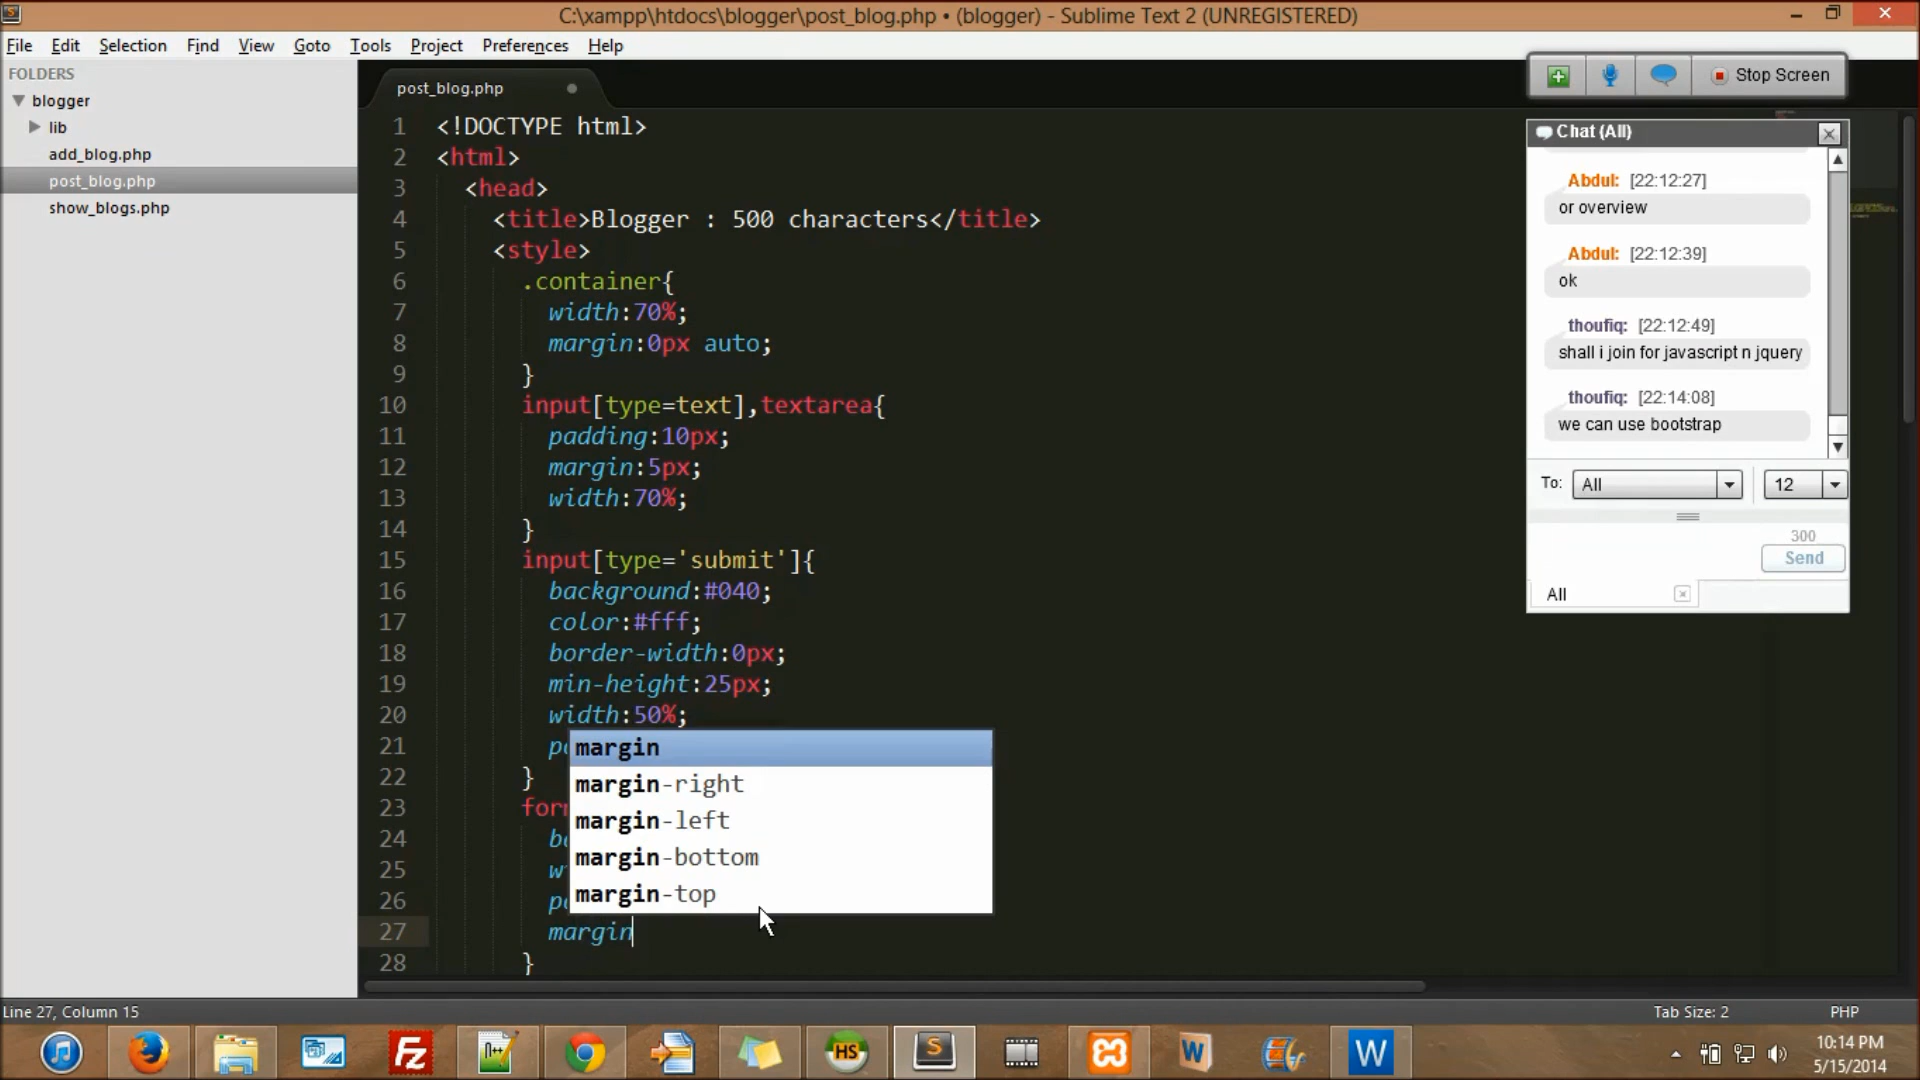 C:\xampp\htdocs\blogger\post_blog.php • (blogger) - Sublime Text 2 (UNREGISTERED)
File Edit Selection Find View Goto Tools Project Preferences Help
FOLDERS
blogger
lib
add_blog.php
post_blog.php
show_blogs.php
post_blog.php
1 <!DOCTYPE html>
2 <html>
3 <head>
4 <title>Blogger : 500 characters</title>
5 <style>
6 .container{
7 width:70%;
8 margin:0px auto;
9 }
10 input[type=text],textarea{
11 padding:10px;
12 margin:5px;
13 width:70%;
14 }
15 input[type='submit']{
16 background:#040;
17 color:#fff;
18 border-width:0px;
19 min-height:25px;
20 width:50%;
21
22 }
23
24
25
26
27 margin
28 }
margin
margin-right
margin-left
margin-bottom
margin-top
Stop Screen
Chat (All)
Abdul: [22:12:27]
or overview
Abdul: [22:12:39]
ok
thoufiq: [22:12:49]
shall i join for javascript n jquery
thoufiq: [22:14:08]
we can use bootstrap
To: All 12
300
Send
All
Line 27, Column 15
Tab Size: 2
PHP
10:14 PM
5/15/2014